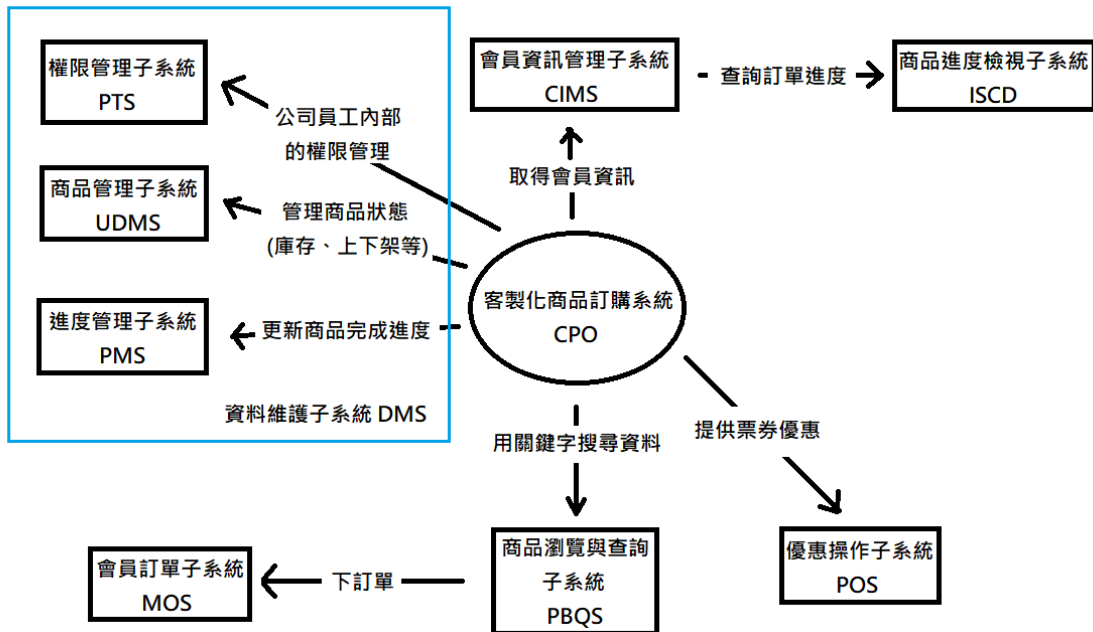 權限管理子系統
PTS
公司員工內部
的權限管理
商品管理子系統
UDMS
管理商品狀態
(庫存、上下架等)
進度管理子系統
PMS
更新商品完成進度
資料維護子系統 DMS
會員資訊管理子系統
CIMS
查詢訂單進度
商品進度檢視子系統
ISCD
取得會員資訊
客製化商品訂購系統
CPO
用關鍵字搜尋資料
提供票券優惠
會員訂單子系統
MOS
下訂單
商品瀏覽與查詢
子系統
PBQS
優惠操作子系統
POS